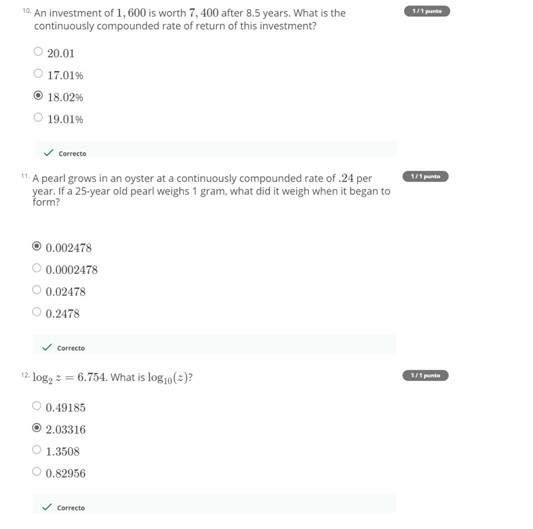 10. An investment of 1,600 is worth 7,400 after 8.5 years. What is the
continuously compounded rate of return of this investment?
1 / 1 punto
20.01
17.01%
18.02%
19.01%
Correcto
11. A pearl grows in an oyster at a continuously compounded rate of .24 per
year. If a 25-year old pearl weighs 1 gram, what did it weigh when it began to
form?
1 / 1 punto
0.002478
0.0002478
0.02478
0.2478
Correcto
12. log₂ z = 6.754. What is log₁₀(z)?
1 / 1 punto
0.49185
2.03316
1.3508
0.82956
Correcto